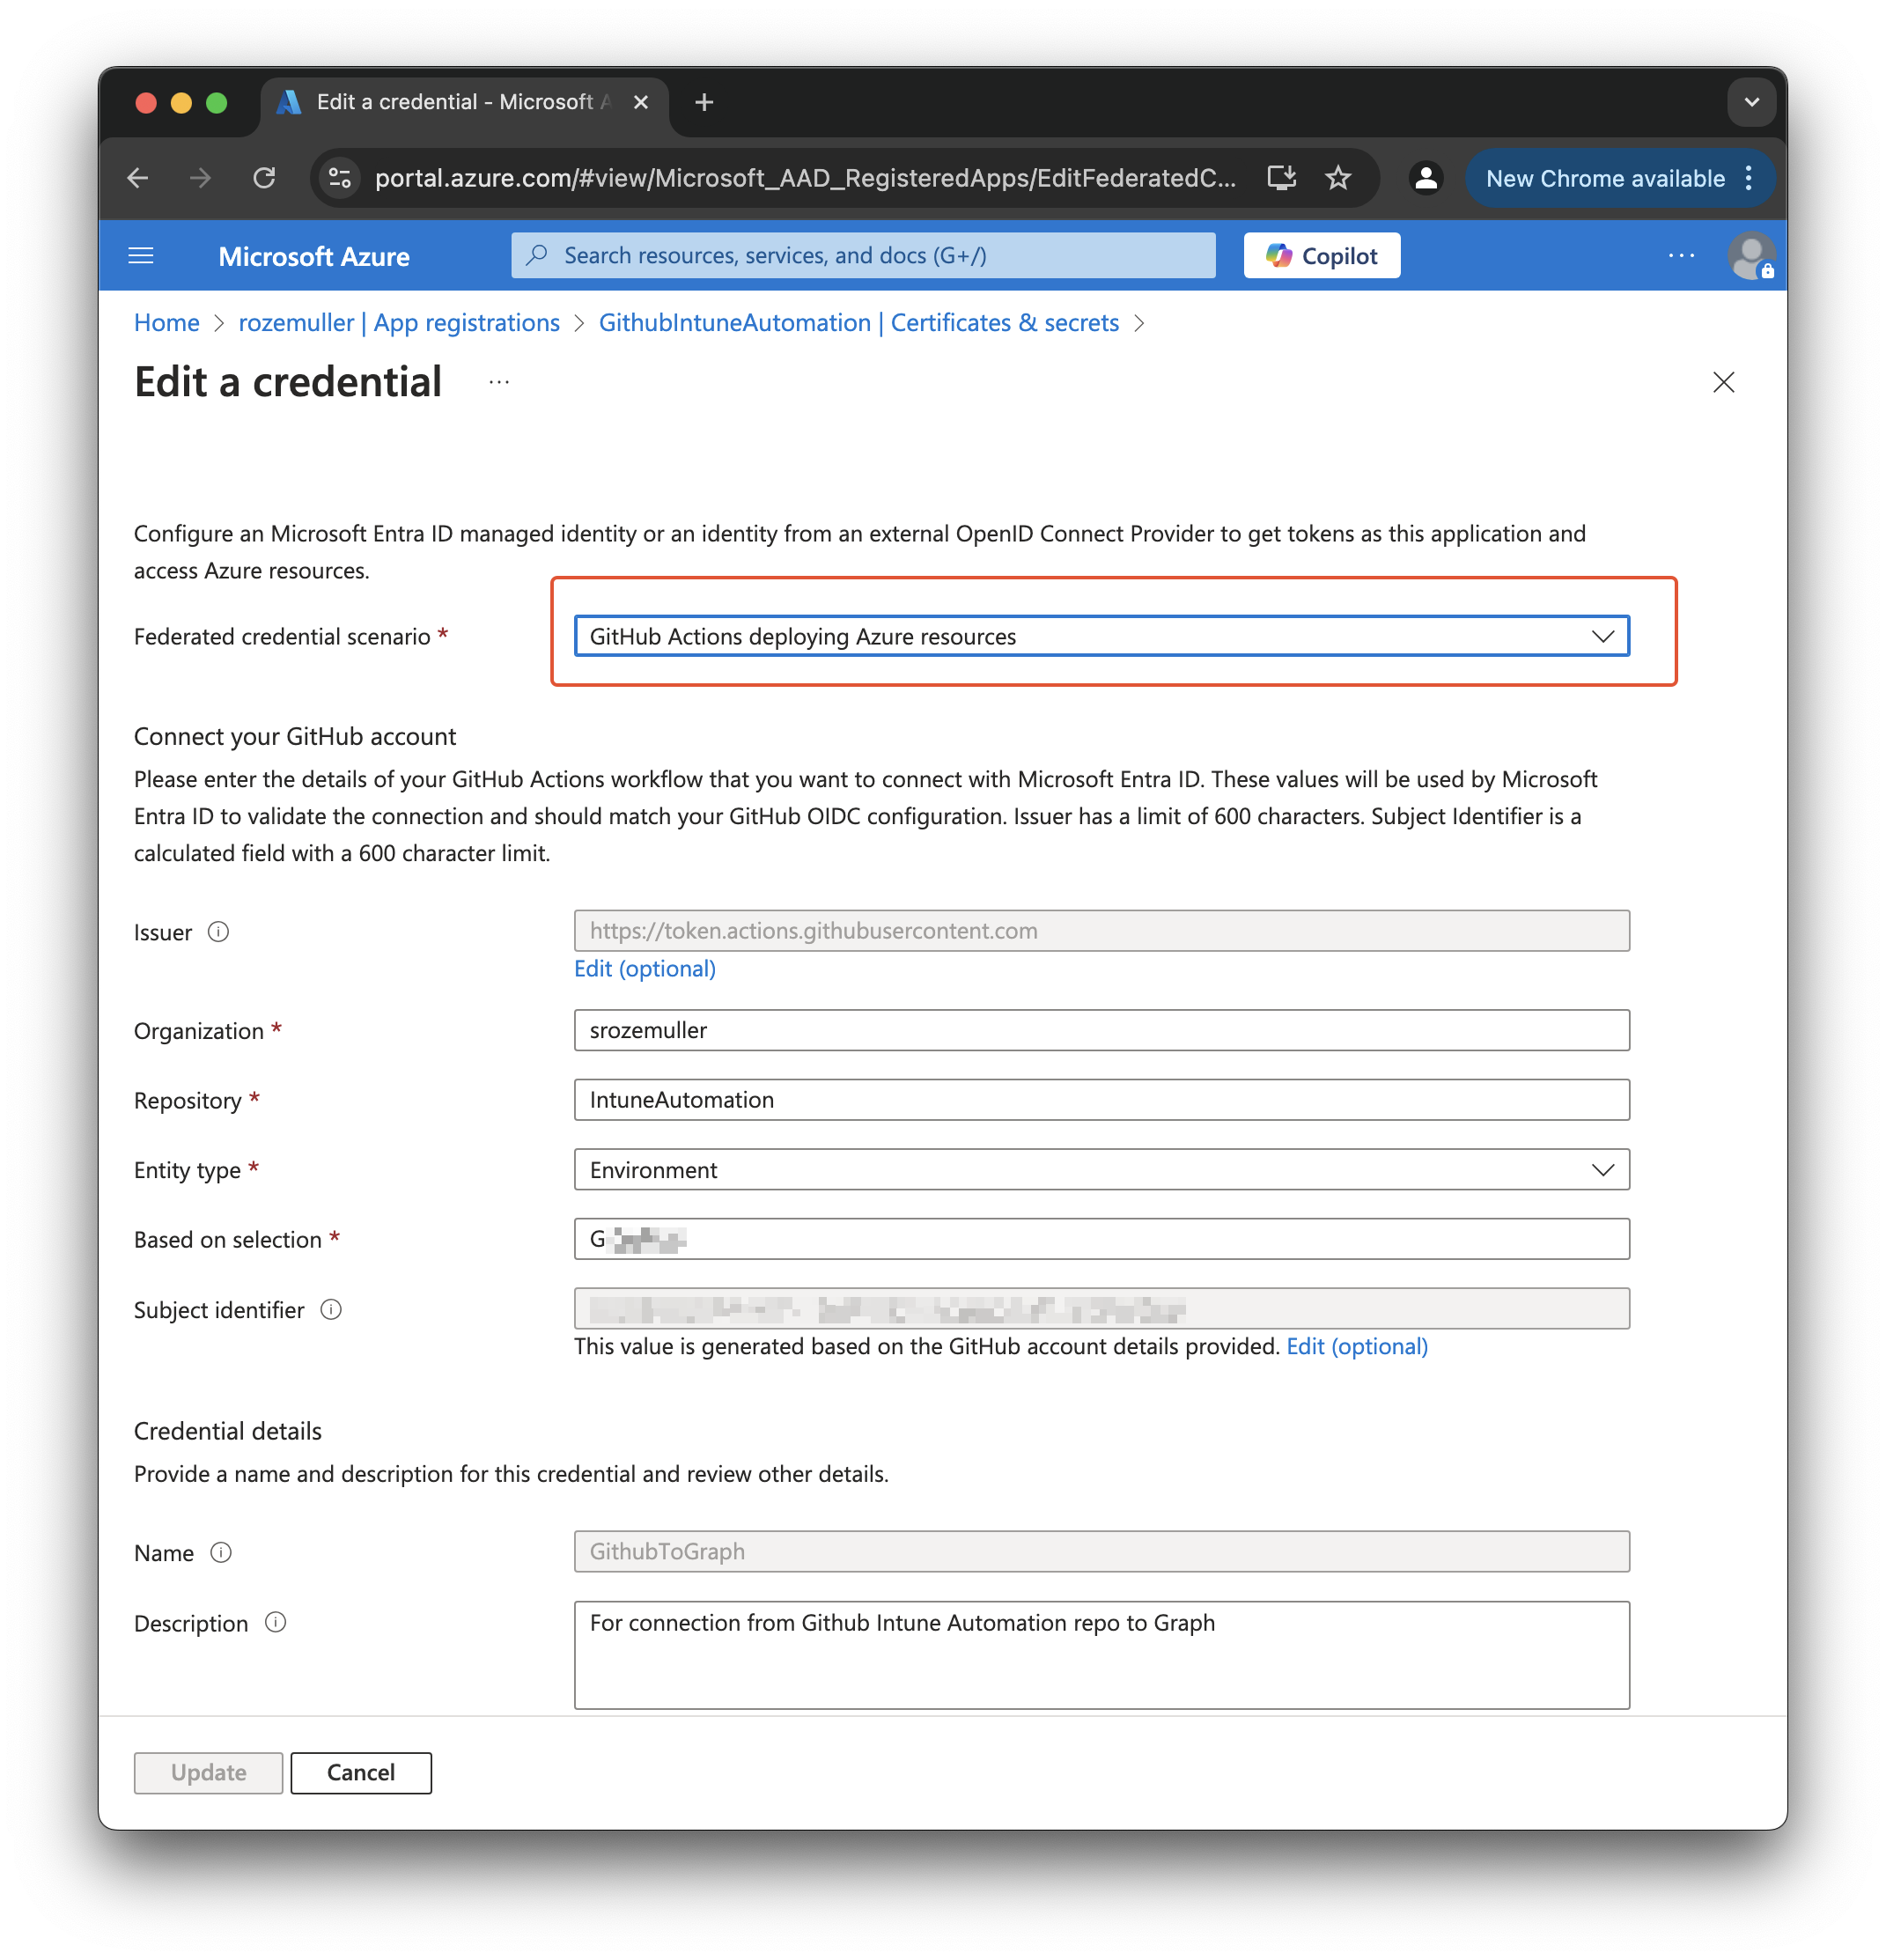 Edit a credential - Microsoft A
portal.azure.com/#view/Microsoft_AAD_RegisteredApps/EditFederatedC...
New Chrome available
Microsoft Azure
Search resources, services, and docs (G+/)
Copilot
Home > rozemuller | App registrations > GithubIntuneAutomation | Certificates & secrets >
Edit a credential ...
Configure an Microsoft Entra ID managed identity or an identity from an external OpenID Connect Provider to get tokens as this application and
access Azure resources.
Federated credential scenario *
GitHub Actions deploying Azure resources
Connect your GitHub account
Please enter the details of your GitHub Actions workflow that you want to connect with Microsoft Entra ID. These values will be used by Microsoft
Entra ID to validate the connection and should match your GitHub OIDC configuration. Issuer has a limit of 600 characters. Subject Identifier is a
calculated field with a 600 character limit.
Issuer
https://token.actions.githubusercontent.com
Edit (optional)
Organization *
srozemuller
Repository *
IntuneAutomation
Entity type *
Environment
Based on selection *
Subject identifier
This value is generated based on the GitHub account details provided. Edit (optional)
Credential details
Provide a name and description for this credential and review other details.
Name
GithubToGraph
Description
For connection from Github Intune Automation repo to Graph
Update
Cancel